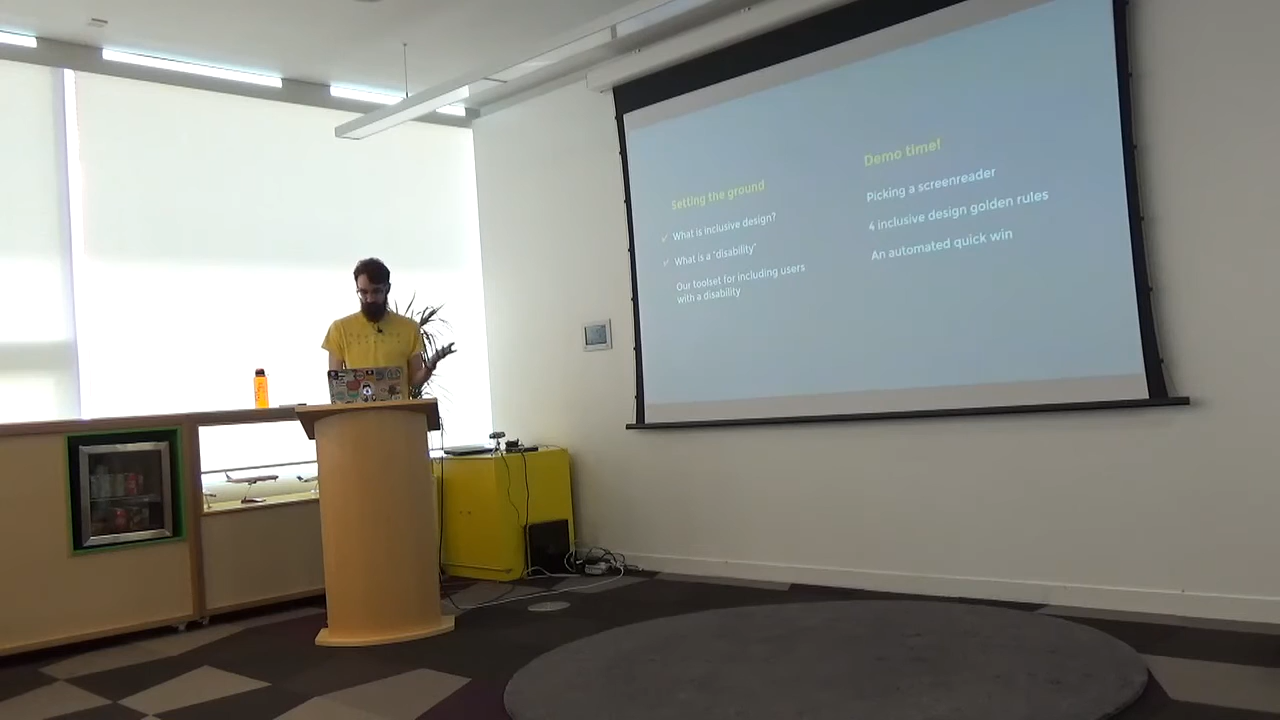 Setting the ground
✓ What is inclusive design?
✓ What is a "disability"
Our toolset for including users
with a disability
Demo time!
Picking a screenreader
4 inclusive design golden rules
An automated quick win